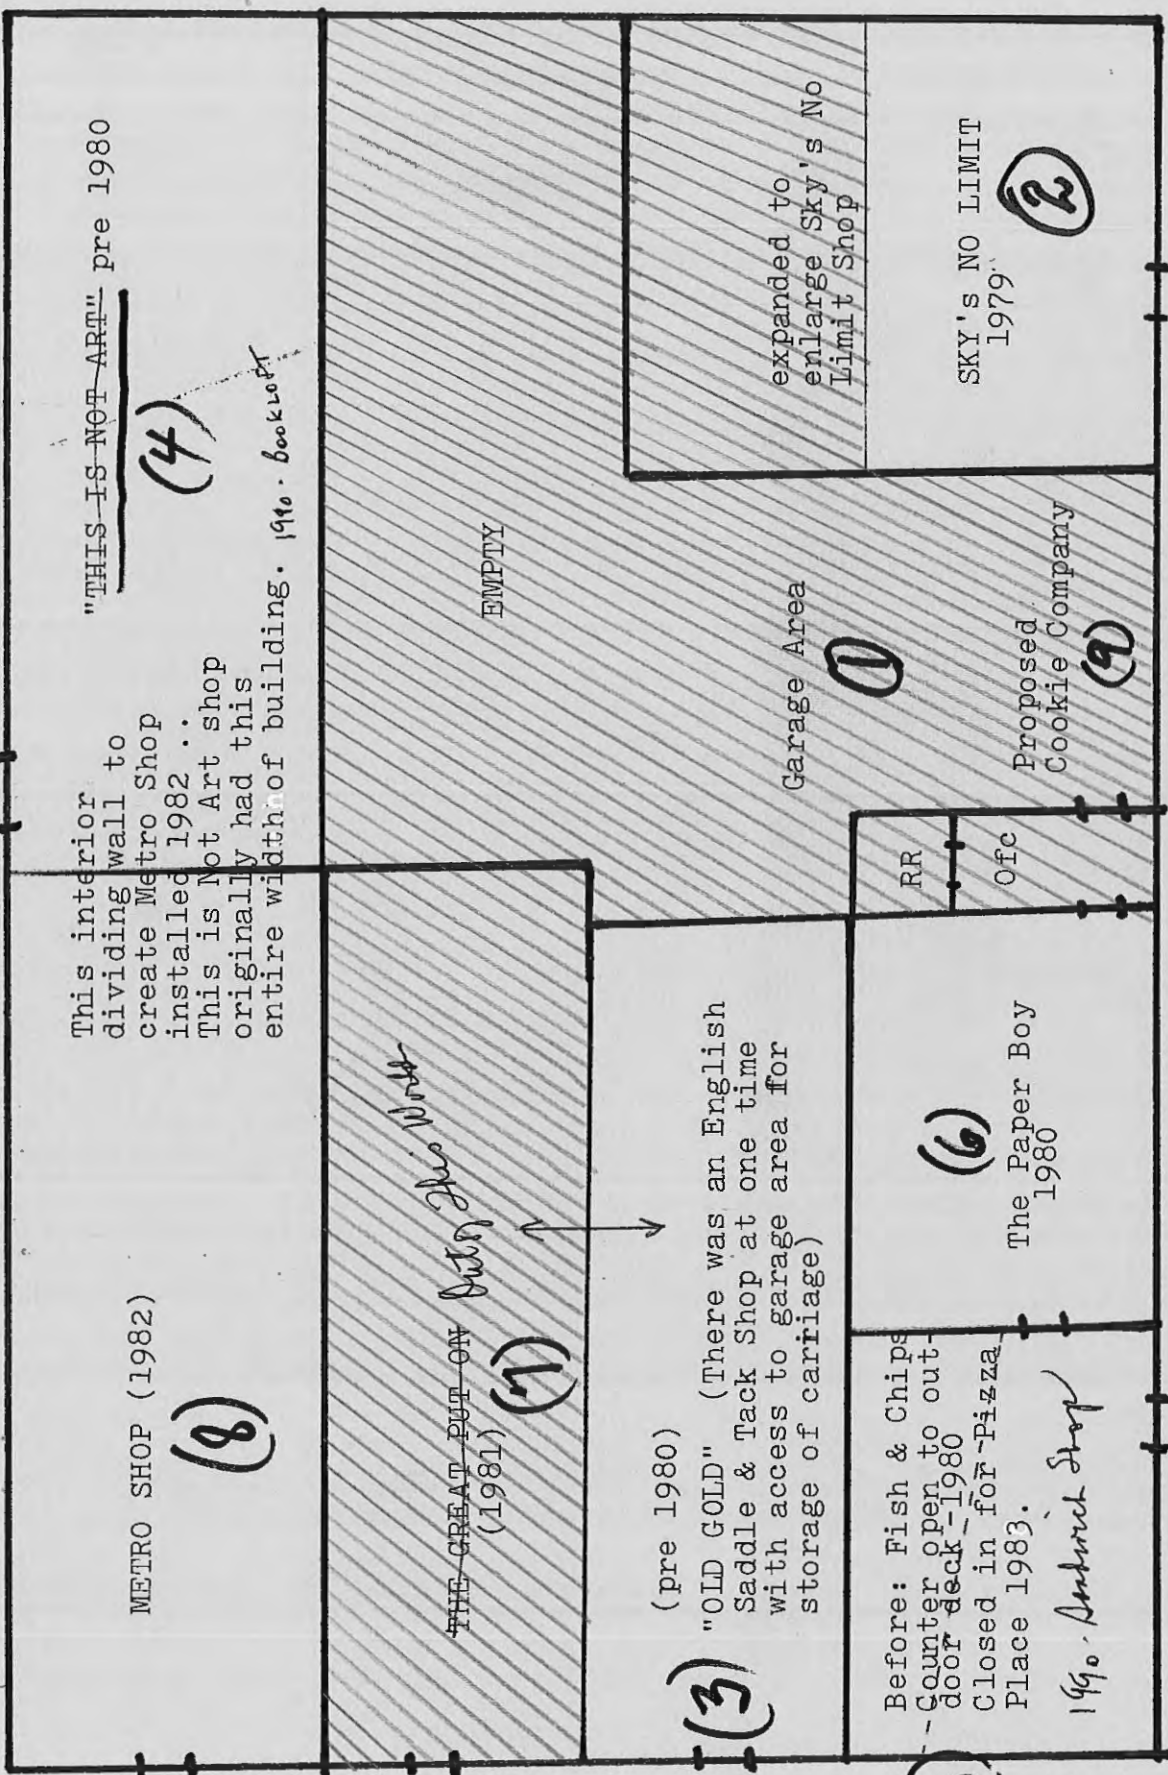 METRO SHOP (1982)
(8)
This interior
dividing wall to
create Metro Shop
installed 1982 ..
This is Not Art shop
originally had this
entire widthhof building. 1990. BookLoft
"THIS IS NOT ART" pre 1980
(4)
THE GREAT PUT ON Out of This World
(1981)
(7)
EMPTY
(pre 1980)
(3) "OLD GOLD" (There was an English
Saddle & Tack Shop at one time
with access to garage area for
storage of carriage)
Garage Area
1
expanded to
enlarge Sky's No
Limit Shop
Before: Fish & Chips
Counter open to out-
door deck-1980
Closed in for Pizza
Place 1983.
1990. Sandwich Shop
(6)
The Paper Boy
1980
RR
Ofc
Proposed
Cookie Company
(9)
SKY's NO LIMIT
1979
2